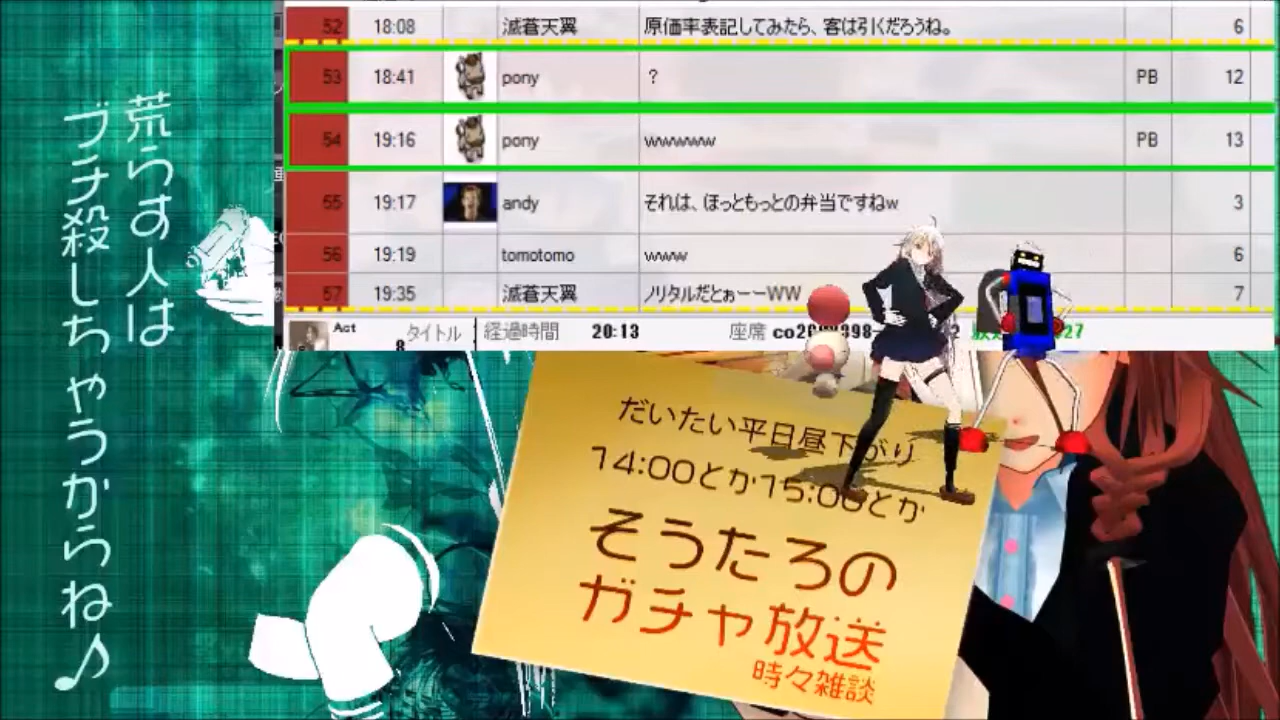 52 18:08 滅蒼天翼 原価率表記してみたら、客は引くだろうね。 6
53 18:41 pony ？ PB 12
54 19:16 pony wwwww PB 13
55 19:17 andy それは、ほっともっとの弁当ですねw 3
56 19:19 tomotomo www 6
57 19:35 滅蒼天翼 ノリタルだとぉーーWW 7
Act 8 タイトル 経過時間 20:13 座席
荒らす人は
ブチ殺しちゃうからね♪
だいたい平日昼下がり
14:00とか15:00とか
そうたろの
ガチャ放送
時々雑談